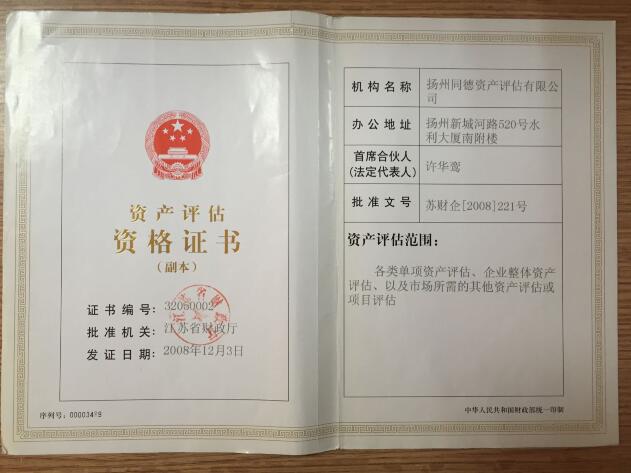 资产评估
资格证书
（副本）
证书编号：32060002
批准机关：江苏省财政厅
发证日期：2008年12月3日
序列号：
机构名称
扬州同德资产评估有限公
司
办公地址
扬州新城河路520号水
利大厦南附楼
首席合伙人
(法定代表人)
许华鸾
批准文号
苏财企[2008]221号
资产评估范围：
各类单项资产评估、企业整体资产
评估、以及市场所需的其他资产评估或
项目评估
中华人民共和国财政部统一印制